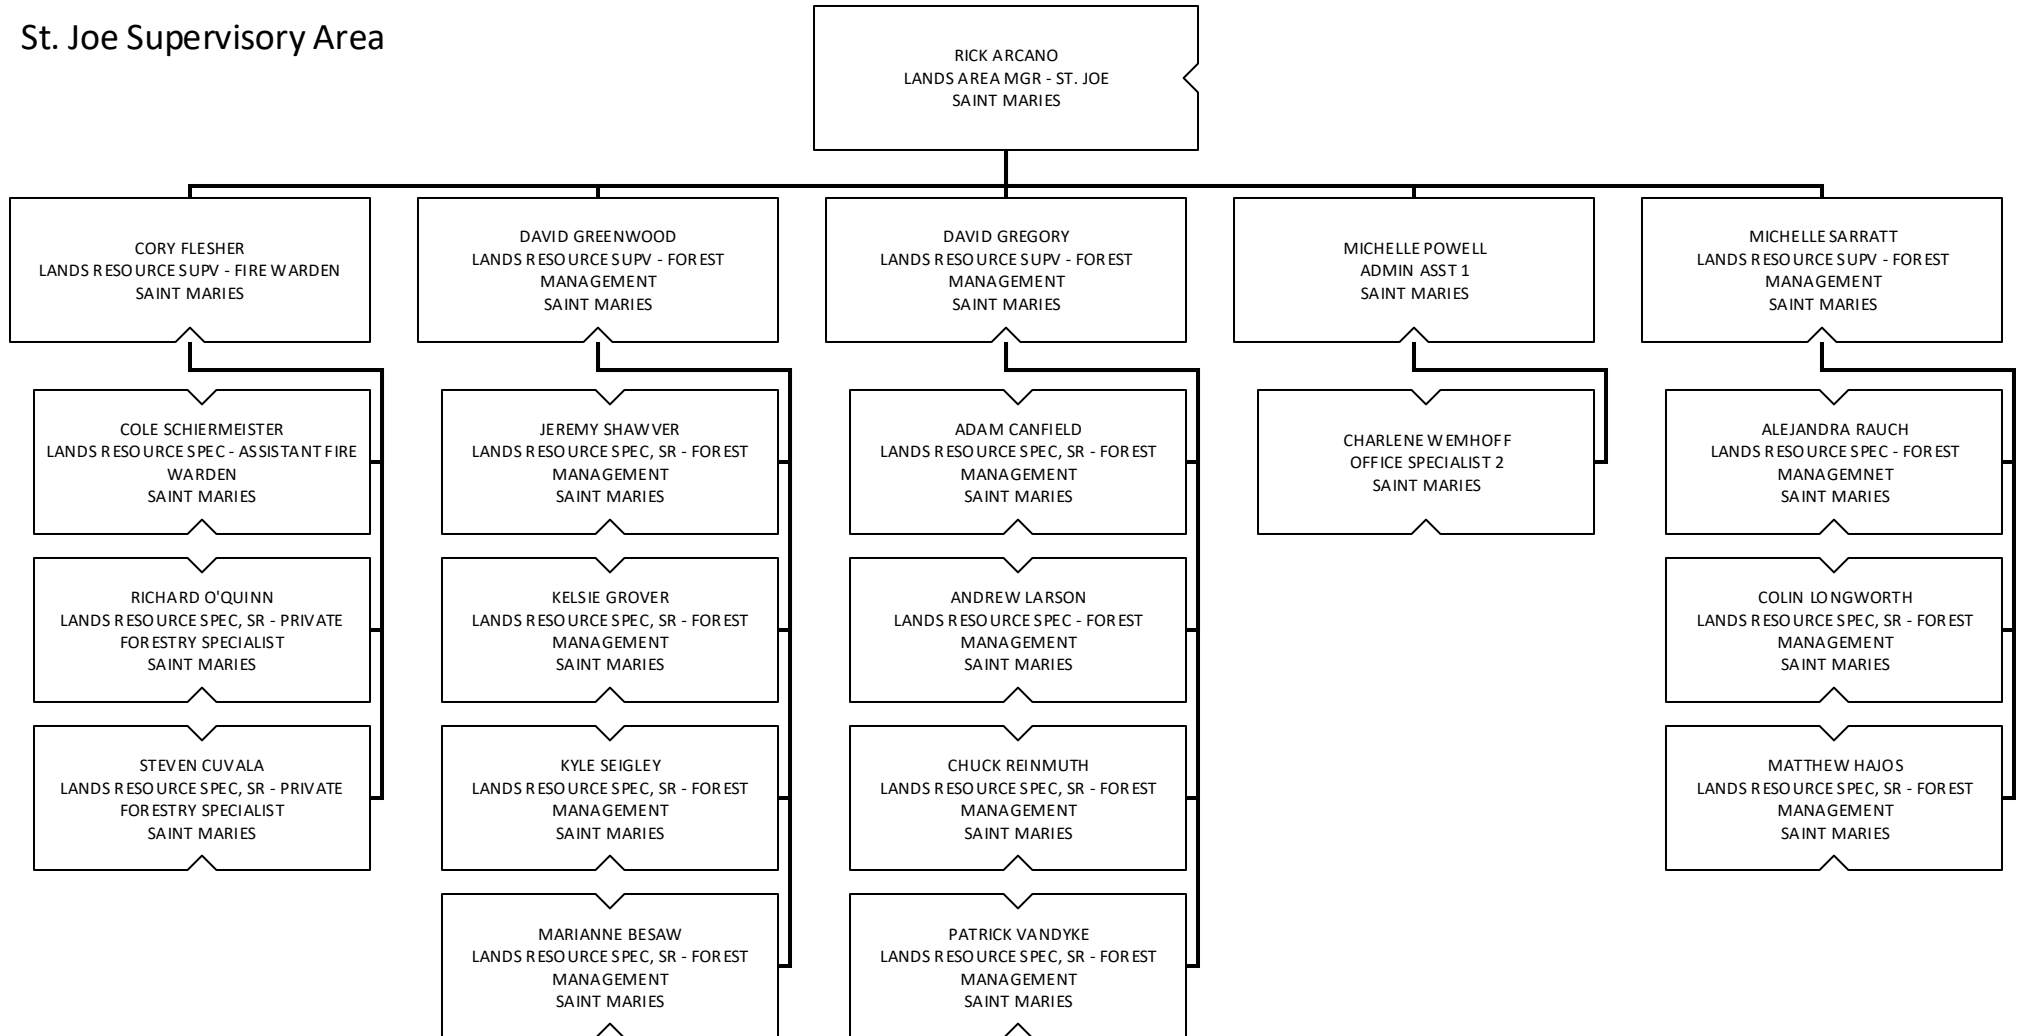 St. Joe Supervisory Area
RICK ARCANO
LANDS AREA MGR - ST. JOE
SAINT MARIES
CORY FLESHER
LANDS RESOURCE SUPV - FIRE WARDEN
SAINT MARIES
DAVID GREENWOOD
LANDS RESOURCE SUPV - FOREST
MANAGEMENT
SAINT MARIES
DAVID GREGORY
LANDS RESOURCE SUPV - FOREST
MANAGEMENT
SAINT MARIES
MICHELLE POWELL
ADMIN ASST 1
SAINT MARIES
MICHELLE SARRATT
LANDS RESOURCE SUPV - FOREST
MANAGEMENT
SAINT MARIES
COLE SCHIERMEISTER
LANDS RESOURCE SPEC - ASSISTANT FIRE
WARDEN
SAINT MARIES
JEREMY SHAWVER
LANDS RESOURCE SPEC, SR - FOREST
MANAGEMENT
SAINT MARIES
ADAM CANFIELD
LANDS RESOURCE SPEC, SR - FOREST
MANAGEMENT
SAINT MARIES
CHARLENE WEMHOFF
OFFICE SPECIALIST 2
SAINT MARIES
ALEJANDRA RAUCH
LANDS RESOURCE SPEC - FOREST
MANAGEMNET
SAINT MARIES
RICHARD O'QUINN
LANDS RESOURCE SPEC, SR - PRIVATE
FORESTRY SPECIALIST
SAINT MARIES
KELSIE GROVER
LANDS RESOURCE SPEC, SR - FOREST
MANAGEMENT
SAINT MARIES
ANDREW LARSON
LANDS RESOURCE SPEC - FOREST
MANAGEMENT
SAINT MARIES
COLIN LONGWORTH
LANDS RESOURCE SPEC, SR - FOREST
MANAGEMENT
SAINT MARIES
STEVEN CUVALA
LANDS RESOURCE SPEC, SR - PRIVATE
FORESTRY SPECIALIST
SAINT MARIES
KYLE SEIGLEY
LANDS RESOURCE SPEC, SR - FOREST
MANAGEMENT
SAINT MARIES
CHUCK REINMUTH
LANDS RESOURCE SPEC, SR - FOREST
MANAGEMENT
SAINT MARIES
MATTHEW HAJOS
LANDS RESOURCE SPEC, SR - FOREST
MANAGEMENT
SAINT MARIES
MARIANNE BESAW
LANDS RESOURCE SPEC, SR - FOREST
MANAGEMENT
SAINT MARIES
PATRICK VANDYKE
LANDS RESOURCE SPEC, SR - FOREST
MANAGEMENT
SAINT MARIES